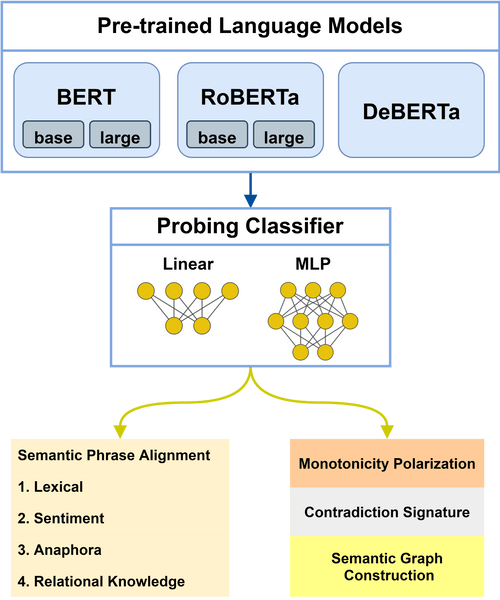 Pre-trained Language Models
BERT
base large
RoBERTa
base large
DeBERTa
Probing Classifier
Linear
MLP
Semantic Phrase Alignment
1. Lexical
2. Sentiment
3. Anaphora
4. Relational Knowledge
Monotonicity Polarization
Contradiction Signature
Semantic Graph
Construction